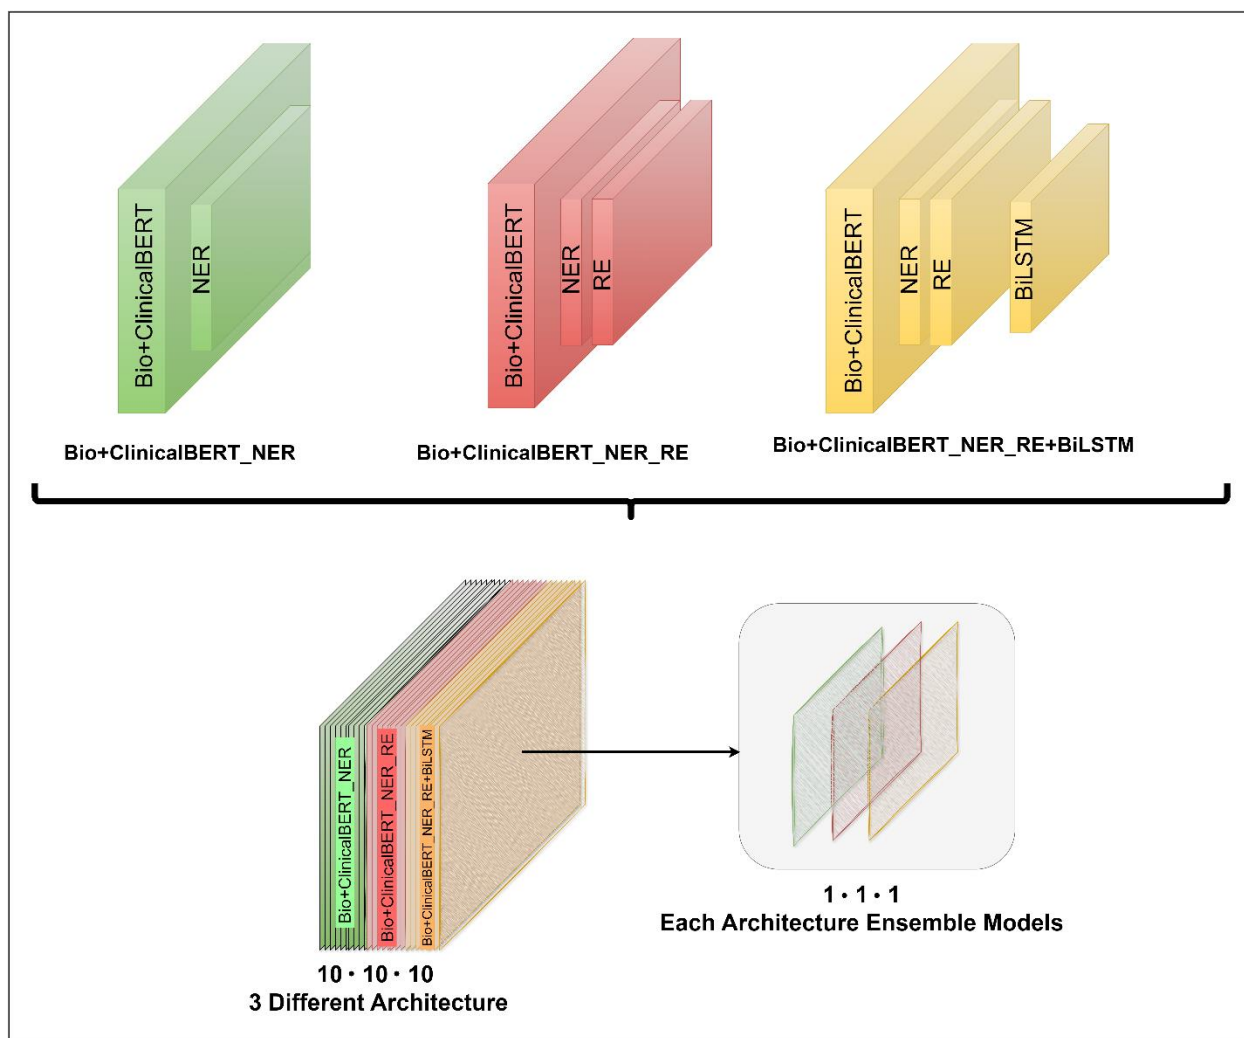 Bio+ClinicalBERT
NER
Bio+ClinicalBERT
NER
RE
Bio+ClinicalBERT
NER
RE
BiLSTM
Bio+ClinicalBERT_NER
Bio+ClinicalBERT_NER_RE
Bio+ClinicalBERT_NER_RE+BiLSTM
Bio+ClinicalBERT_NER
Bio+ClinicalBERT_NER_RE
Bio+ClinicalBERT_NER_RE+BiLSTM
10 · 10 · 10
3 Different Architecture
1 · 1 · 1
Each Architecture Ensemble Models